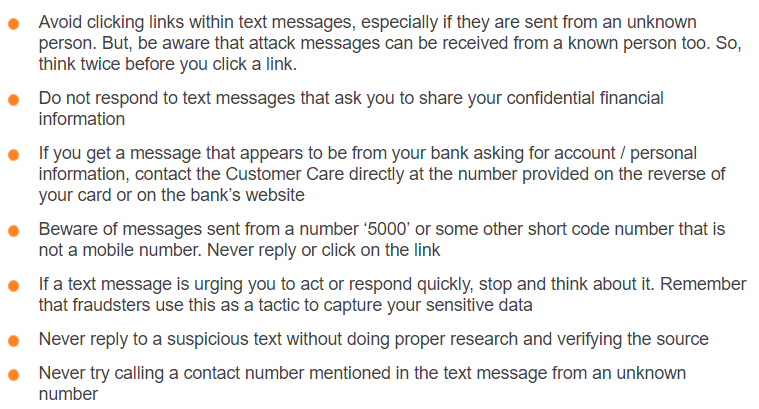 Avoid clicking links within text messages, especially if they are sent from an unknown
person. But, be aware that attack messages can be received from a known person too. So,
think twice before you click a link.
Do not respond to text messages that ask you to share your confidential financial
information
If you get a message that appears to be from your bank asking for account / personal
information, contact the Customer Care directly at the number provided on the reverse of
your card or on the bank’s website
Beware of messages sent from a number ‘5000’ or some other short code number that is
not a mobile number. Never reply or click on the link
If a text message is urging you to act or respond quickly, stop and think about it. Remember
that fraudsters use this as a tactic to capture your sensitive data
Never reply to a suspicious text without doing proper research and verifying the source
Never try calling a contact number mentioned in the text message from an unknown
number